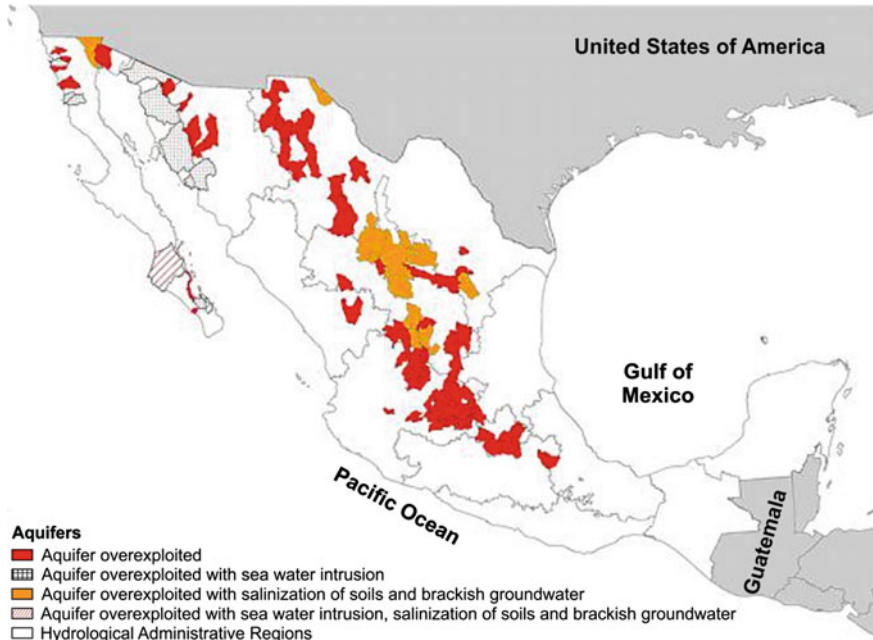 United States of America
Gulf of
Mexico
Pacific Ocean
Guatemala
Aquifers
Aquifer overexploited
Aquifer overexploited with sea water intrusion
Aquifer overexploited with salinization of soils and brackish groundwater
Aquifer overexploited with sea water intrusion, salinization of soils and brackish groundwater
Hydrological Administrative Regions